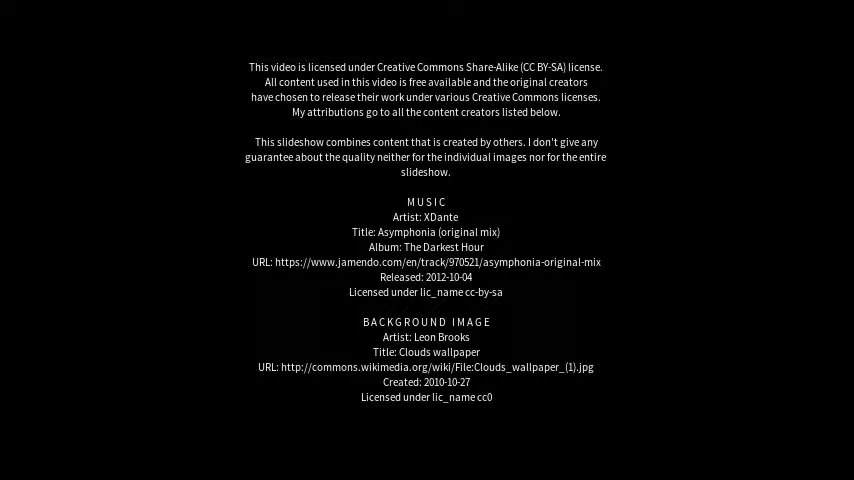 This video is licensed under Creative Commons Share-Alike (CC BY-SA) license.
All content used in this video is free available and the original creators
have chosen to release their work under various Creative Commons licenses.
My attributions go to all the content creators listed below.
This slideshow combines content that is created by others. I don't give any
guarantee about the quality neither for the individual images nor for the entire
slideshow.
MUSIC
Artist: XDante
Title: Asymphonia (original mix)
Album: The Darkest Hour
URL: https://www.jamendo.com/en/track/970521/asymphonia-original-mix
Released: 2012-10-04
Licensed under lic_name cc-by-sa
BACKGROUND IMAGE
Artist: Leon Brooks
Title: Clouds wallpaper
URL: http://commons.wikimedia.org/wiki/File:Clouds_wallpaper_(1).jpg
Created: 2010-10-27
Licensed under lic_name cc0